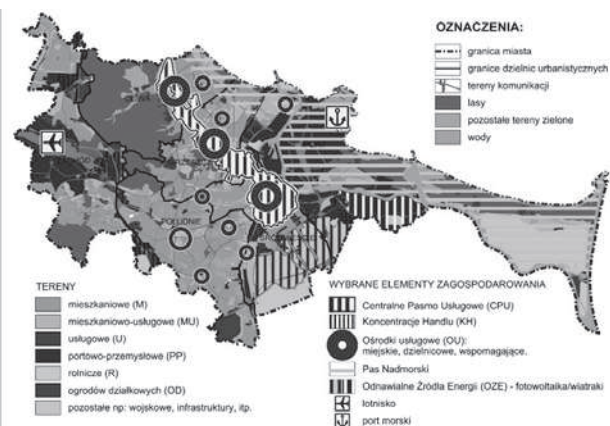 OZNACZENIA:
granica miasta
granice dzielnic urbanistycznych
tereny komunikacji
lasy
pozostałe tereny zielone
wody
POŁUDNIE
TERENY
mieszkaniowe (M)
mieszkaniowo-usługowe (MU)
usługowe (U)
portowo-przemysłowe (PP)
rolnicze (R)
ogrodów działkowych (OD)
pozostałe np: wojskowe, infrastruktury, itp.
WYBRANE ELEMENTY ZAGOSPODAROWANIA
Centralne Pasmo Usługowe (CPU)
Koncentracje Handlu (KH)
Ośrodki usługowe (OU):
miejskie, dzielnicowe, wspomagające.
Pas Nadmorski
Odnawialne Źródła Energii (OZE) - fotowoltaika/wiatraki
lotnisko
port morski